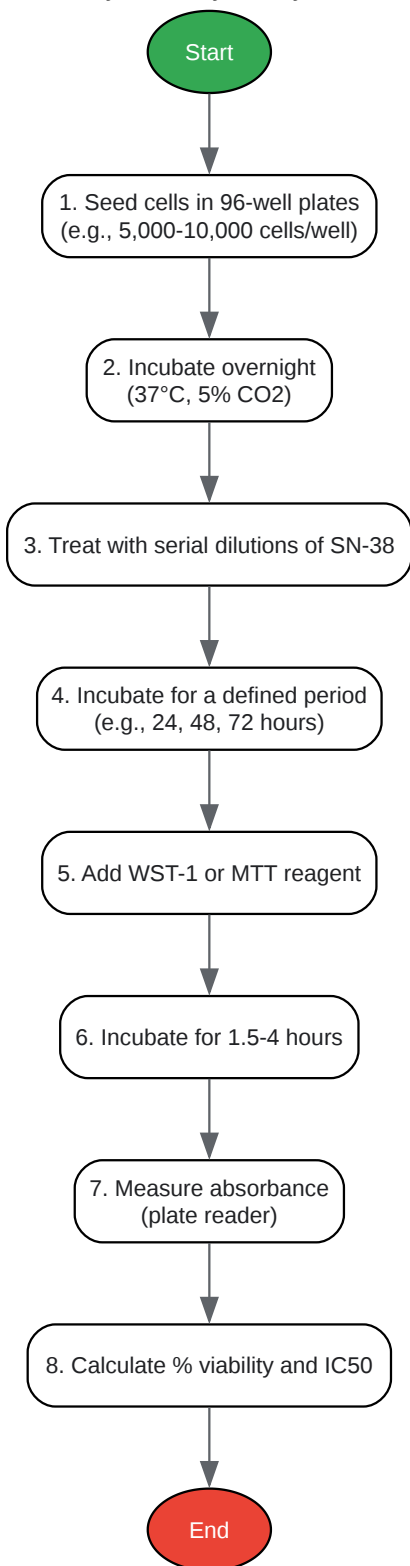 Start
1. Seed cells in 96-well plates
(e.g., 5,000-10,000 cells/well)
2. Incubate overnight
(37°C, 5% CO2)
3. Treat with serial dilutions of SN-38
4. Incubate for a defined period
(e.g., 24, 48, 72 hours)
5. Add WST-1 or MTT reagent
6. Incubate for 1.5-4 hours
7. Measure absorbance
(plate reader)
8. Calculate % viability and IC50
End